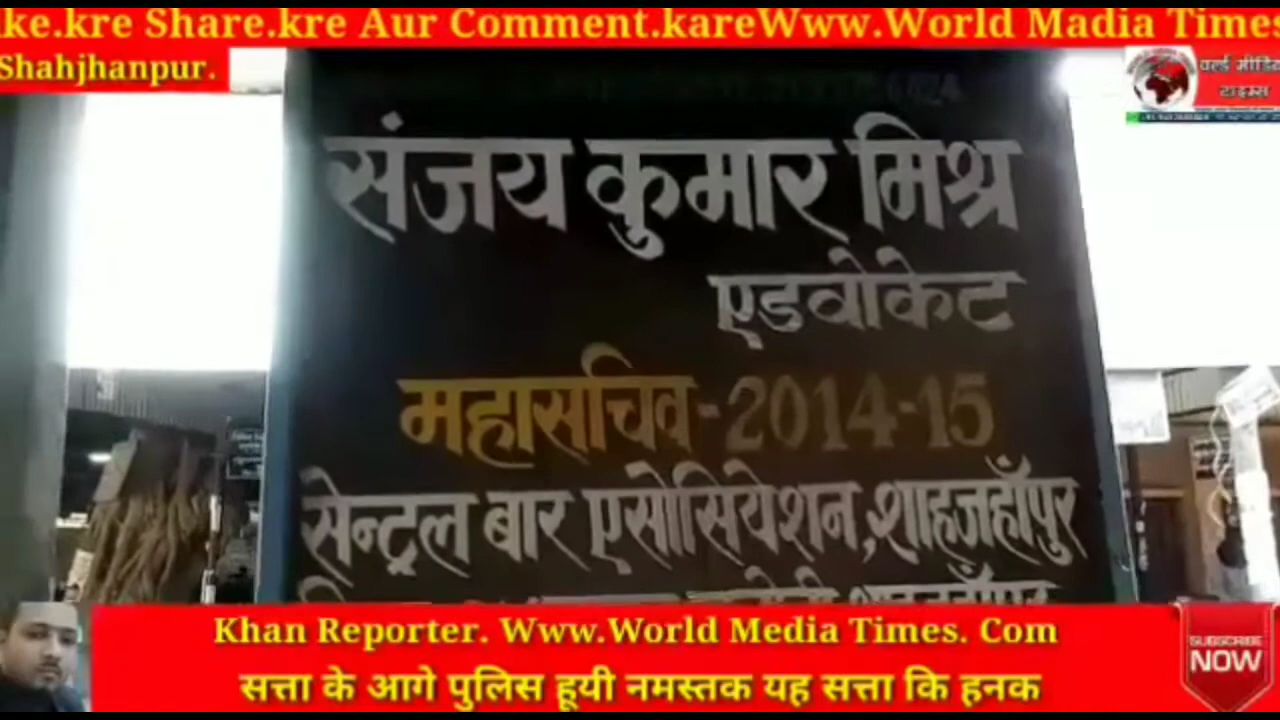 ke.kre Share.kre Aur Comment.kareWww.World Madia Times
Shahjhanpur.
वर्ल्ड मीडिया
टाइम्स
संजय कुमार मिश्र
एडवोकेट
महासचिव-2014-15
सेन्ट्रल बार एसोसियेशन,शाहजहाँपुर
Khan Reporter. Www.World Media Times. Com
SUBSCRIBE
NOW
सत्ता के आगे पुलिस हूयी नमस्तक यह सत्ता कि हनक